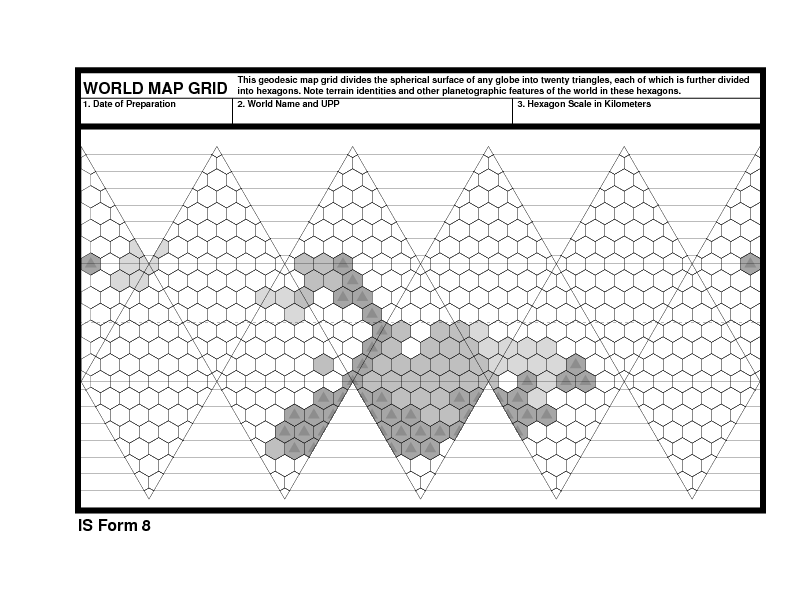 WORLD MAP GRID
This geodesic map grid divides the spherical surface of any globe into twenty triangles, each of which is further divided
into hexagons. Note terrain identities and other planetographic features of the world in these hexagons.
1. Date of Preparation
2. World Name and UPP
3. Hexagon Scale in Kilometers
IS Form 8